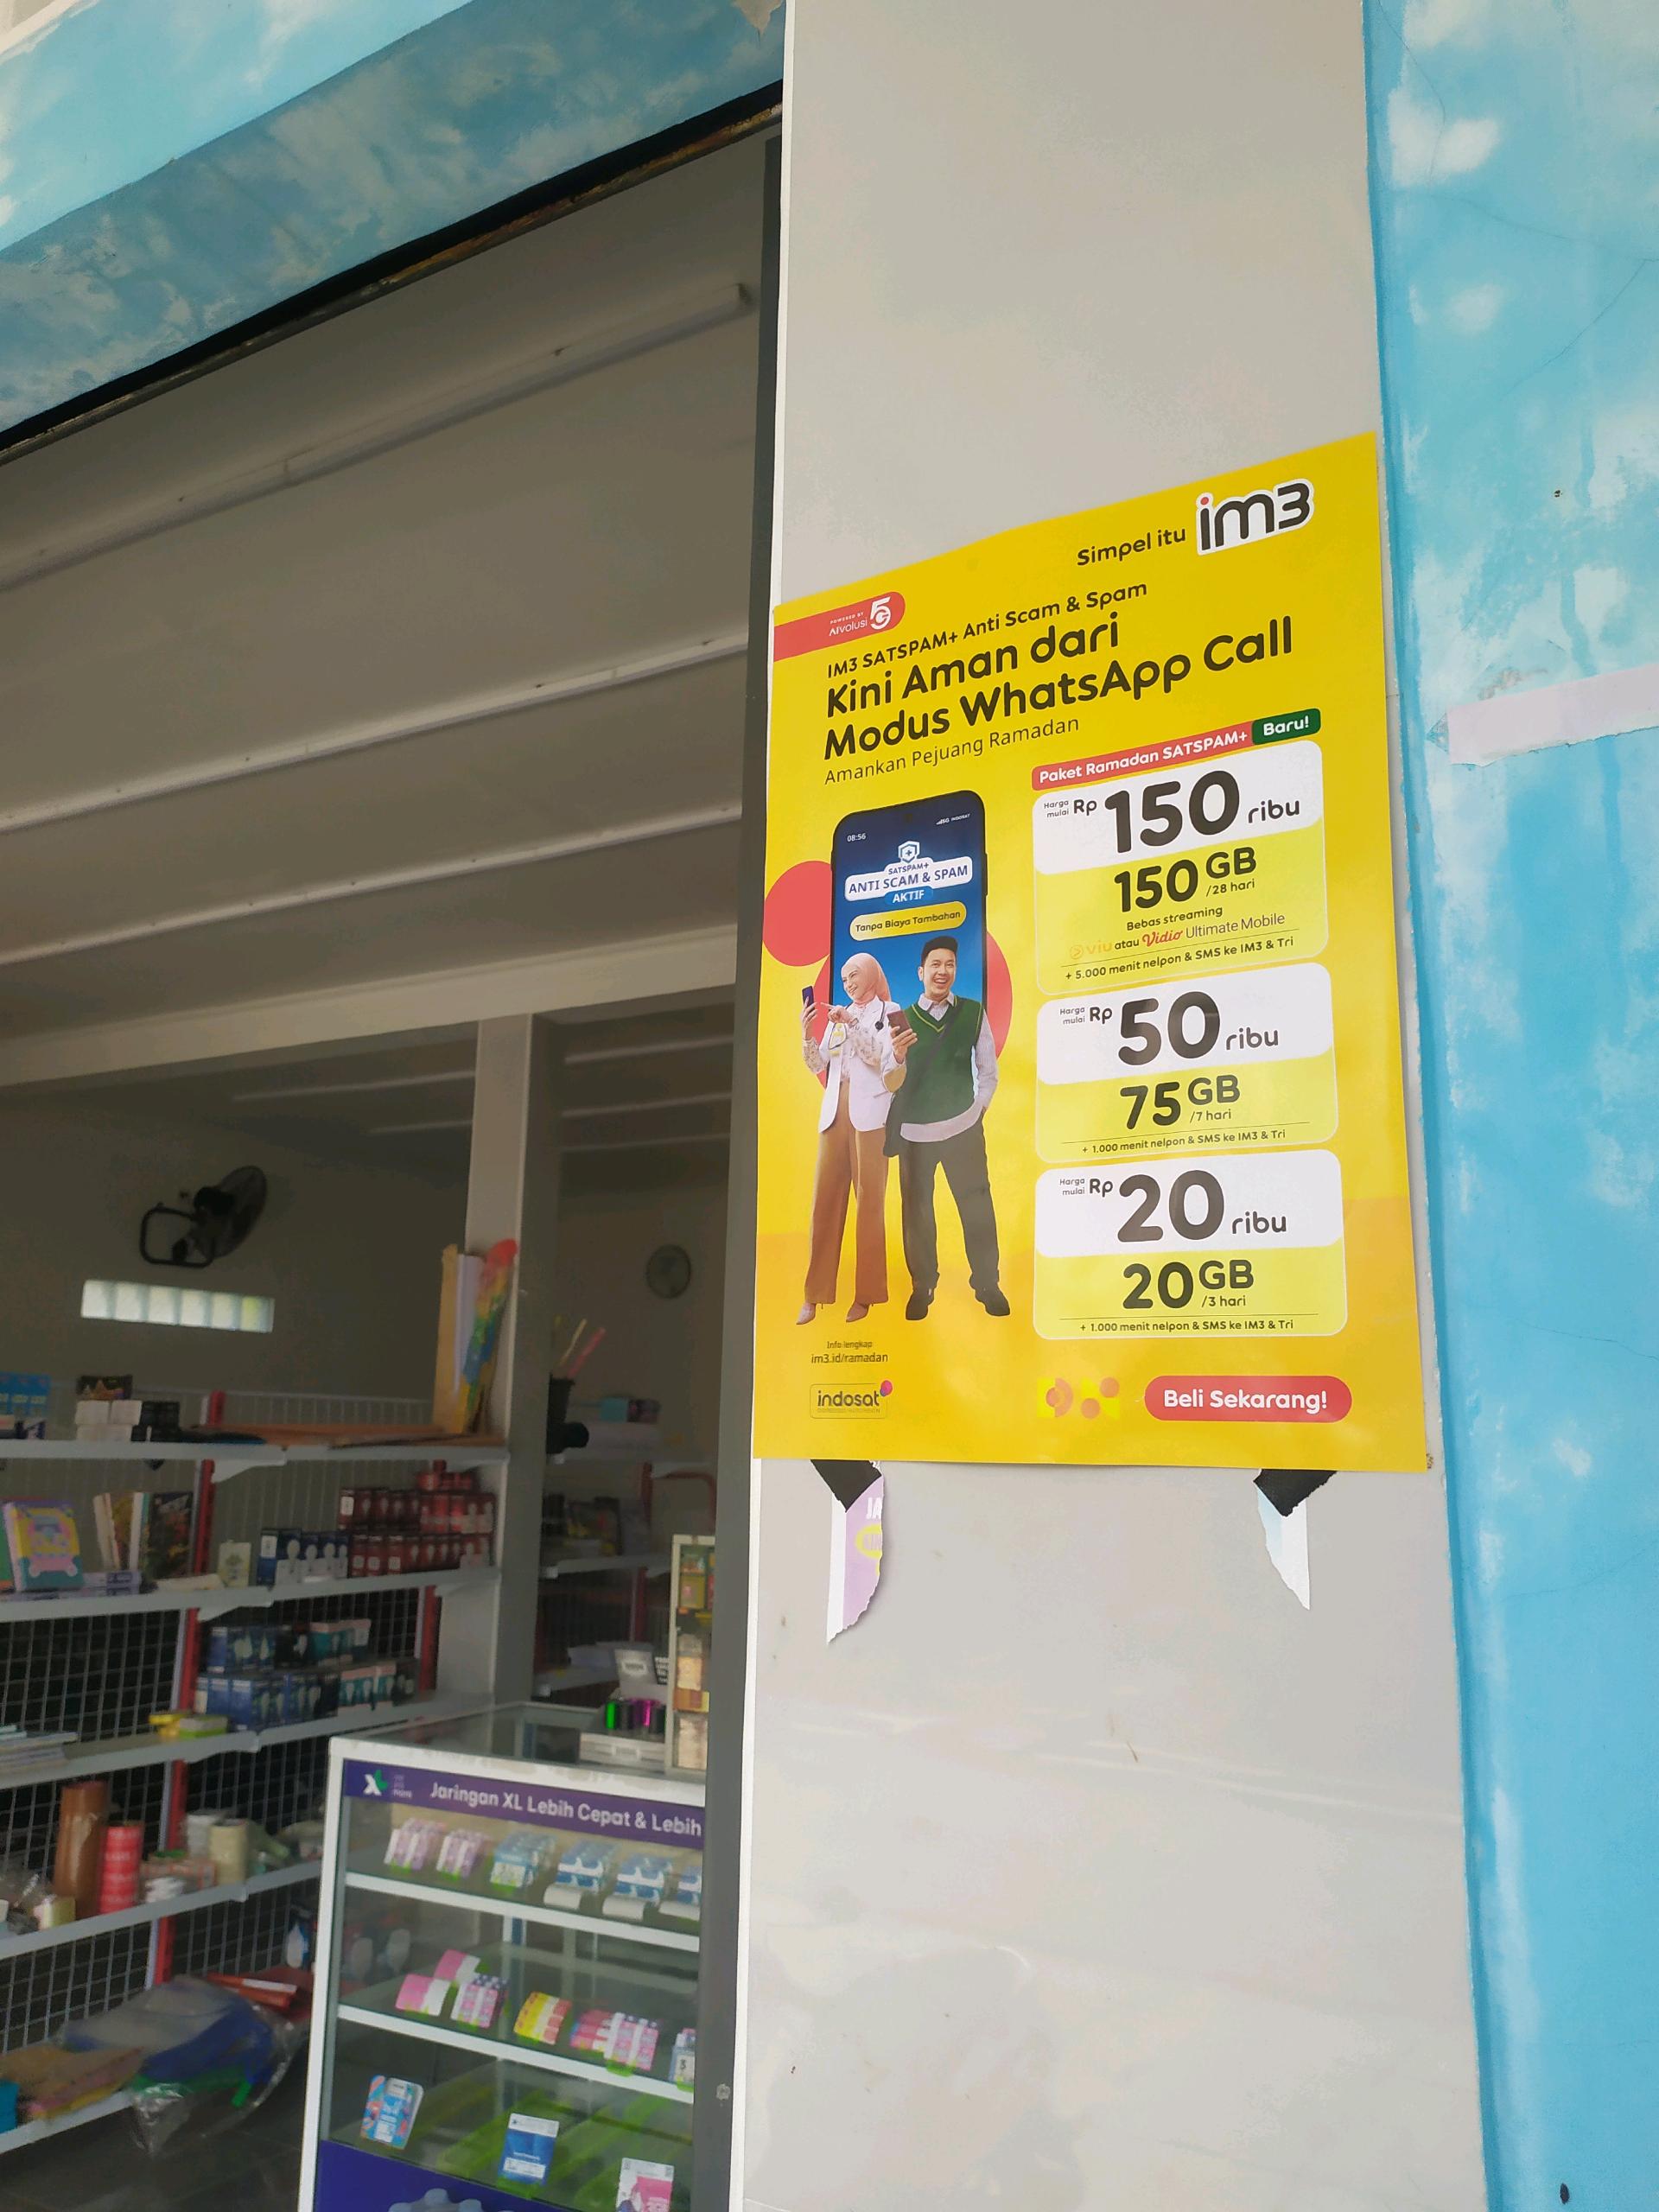 Simpel itu im3
POWERED BY
AIvolusi 5G
IM3 SATSPAM+ Anti Scam & Spam
Kini Aman dari
Modus WhatsApp Call
Amankan Pejuang Ramadan
08:56
5G INDOSAT
SATSPAM+
ANTI SCAM & SPAM
AKTIF
Tanpa Biaya Tambahan
Paket Ramadan SATSPAM+ Baru!
Harga mulai Rp 150 ribu
150 GB
/28 hari
Bebas streaming
viu atau Vidio Ultimate Mobile
+ 5.000 menit nelpon & SMS ke IM3 & Tri
Harga mulai Rp 50 ribu
75 GB
/7 hari
+ 1.000 menit nelpon & SMS ke IM3 & Tri
Harga mulai Rp 20 ribu
20 GB
/3 hari
+ 1.000 menit nelpon & SMS ke IM3 & Tri
Info lengkap
im3.id/ramadan
indosat
Beli Sekarang!
Jaringan XL Lebih Cepat & Lebih